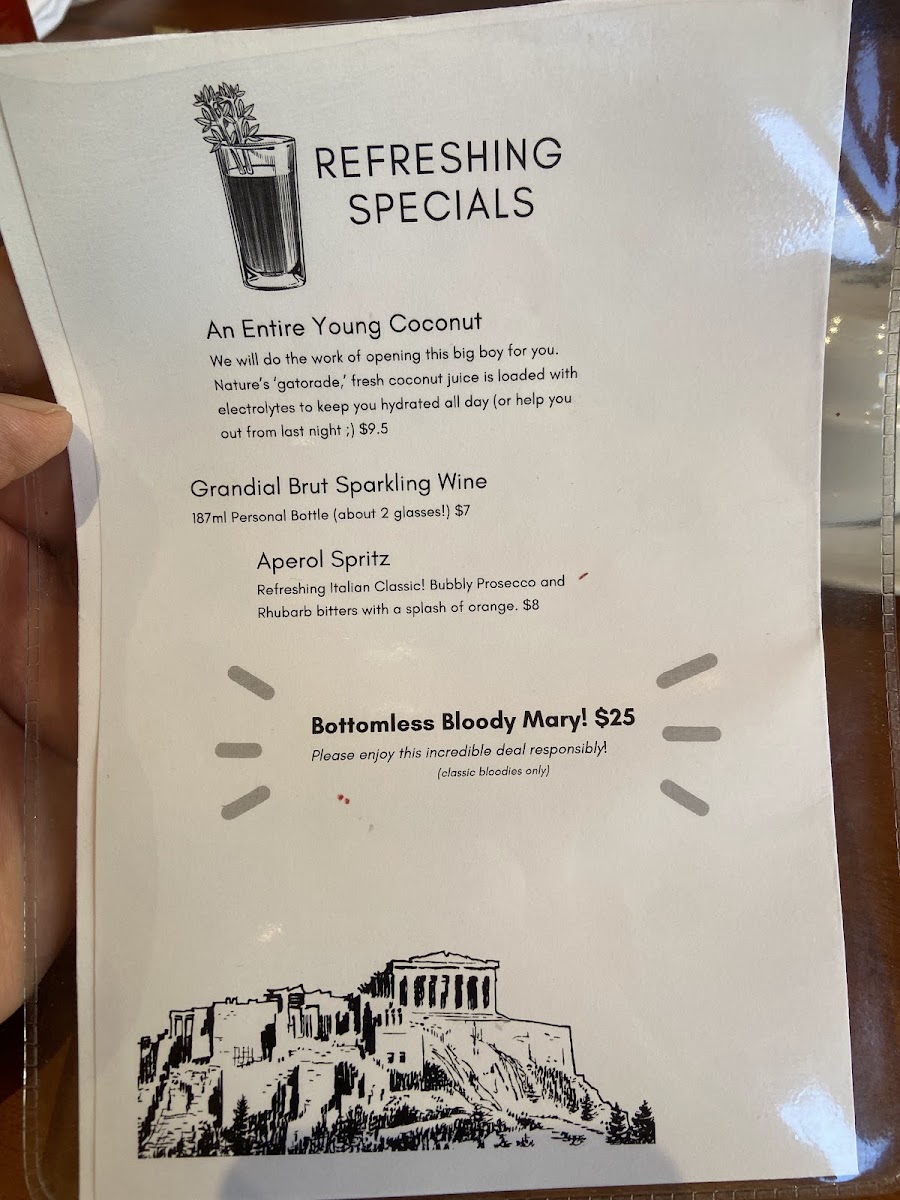 REFRESHING
SPECIALS
An Entire Young Coconut
We will do the work of opening this big boy for you.
Nature's 'gatorade,' fresh coconut juice is loaded with
electrolytes to keep you hydrated all day (or help you
out from last night ;) $9.5
Grandial Brut Sparkling Wine
187ml Personal Bottle (about 2 glasses!) $7
Aperol Spritz
Refreshing Italian Classic! Bubbly Prosecco and
Rhubarb bitters with a splash of orange. $8
Bottomless Bloody Mary! $25
Please enjoy this incredible deal responsibly!
(classic bloodies only)